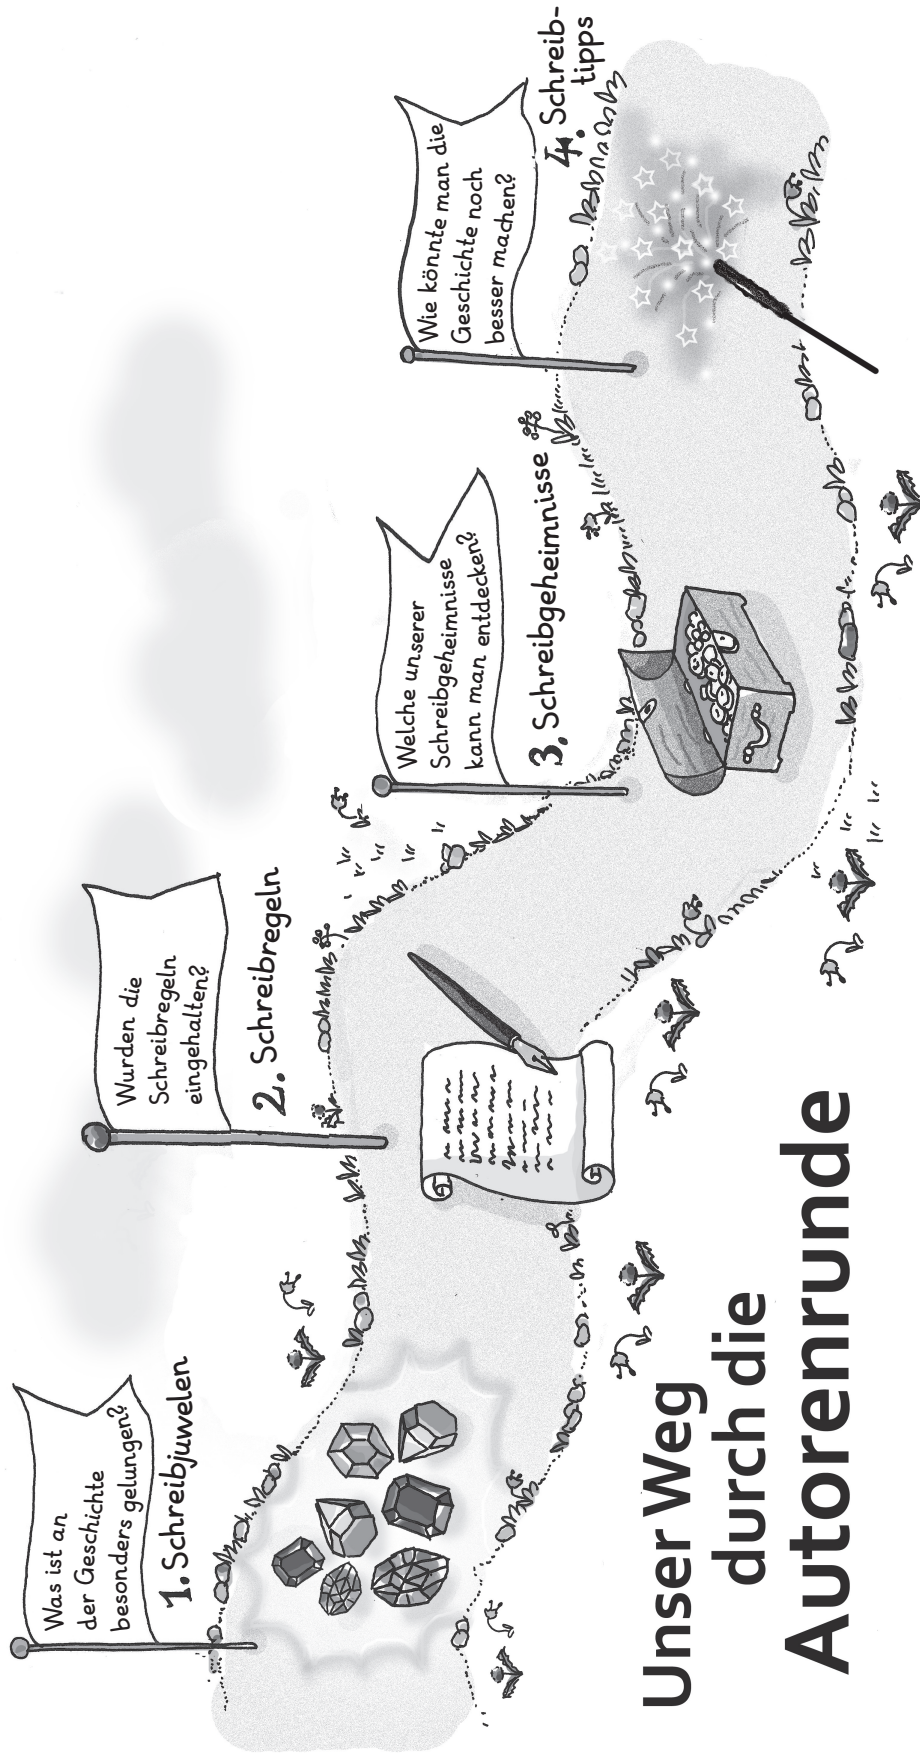 Was ist an
der Geschichte
besonders gelungen?
1. Schreibjuwelen
Wurden die
Schreibregeln
eingehalten?
2. Schreibregeln
Welche unserer
Schreibgeheimnisse
kann man entdecken?
3. Schreibgeheimnisse
Wie könnte man die
Geschichte noch
besser machen?
4. Schreib-
tipps
Unser Weg
durch die
Autorenrunde